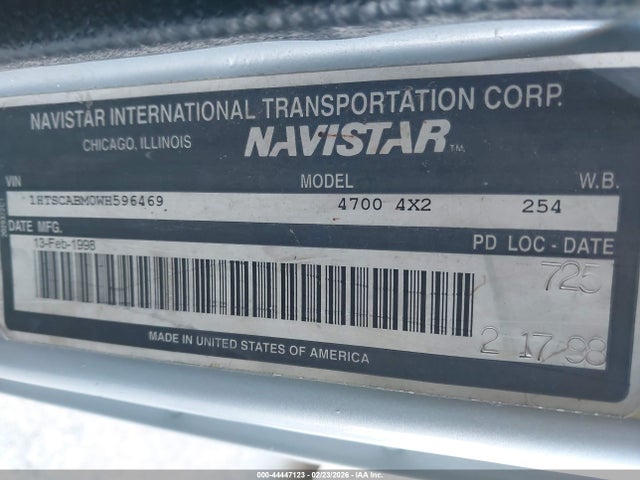 NAVISTAR INTERNATIONAL TRANSPORTATION CORP.
CHICAGO, ILLINOIS NAVISTAR TM
VIN MODEL W.B.
1HTSCABM0WH596469 4700 4X2 254
DATE MFG. PD LOC - DATE
13-Feb-1998 725
2 17-98
MADE IN UNITED STATES OF AMERICA
000-44447123 - 02/23/2026 - IAA Inc.